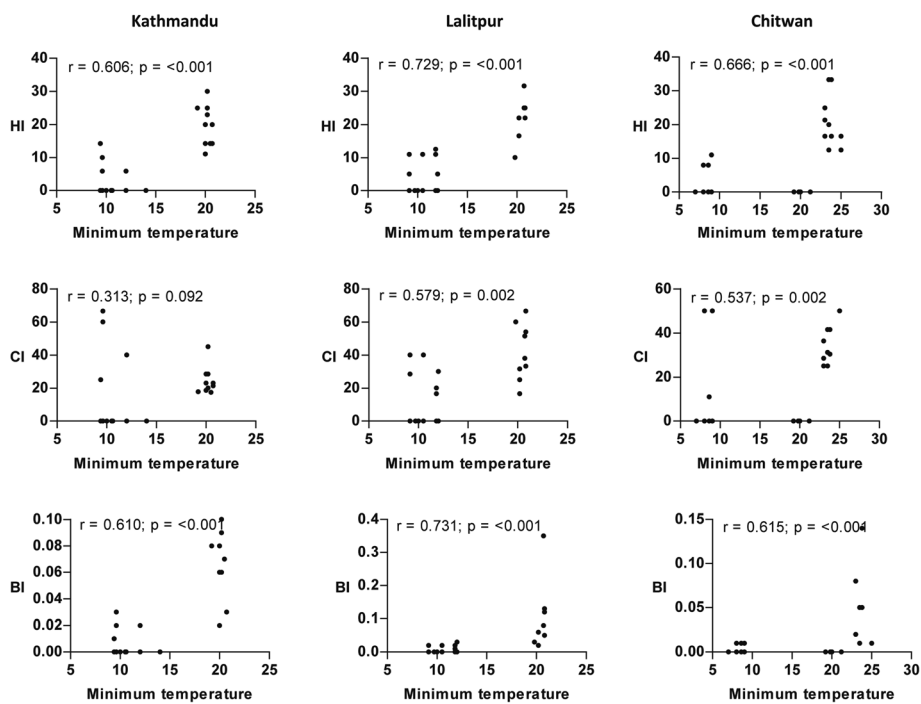 Kathmandu Lalitpur Chitwan
r = 0.606; p = <0.001
40
30
20
10
0
HI
5 10 15 20 25
Minimum temperature
r = 0.729; p = <0.001
40
30
20
10
0
HI
5 10 15 20 25
Minimum temperature
r = 0.666; p = <0.001
40
30
20
10
0
HI
5 10 15 20 25 30
Minimum temperature
r = 0.313; p = 0.092
80
60
40
20
0
CI
5 10 15 20 25
Minimum temperature
r = 0.579; p = 0.002
80
60
40
20
0
CI
5 10 15 20 25
Minimum temperature
r = 0.537; p = 0.002
60
40
20
0
CI
5 10 15 20 25 30
Minimum temperature
r = 0.610; p = <0.001
0.10
0.08
0.06
0.04
0.02
0.00
BI
5 10 15 20 25
Minimum temperature
r = 0.731; p = <0.001
0.4
0.3
0.2
0.1
0.0
BI
5 10 15 20 25
Minimum temperature
r = 0.615; p = <0.001
0.15
0.10
0.05
0.00
BI
5 10 15 20 25 30
Minimum temperature